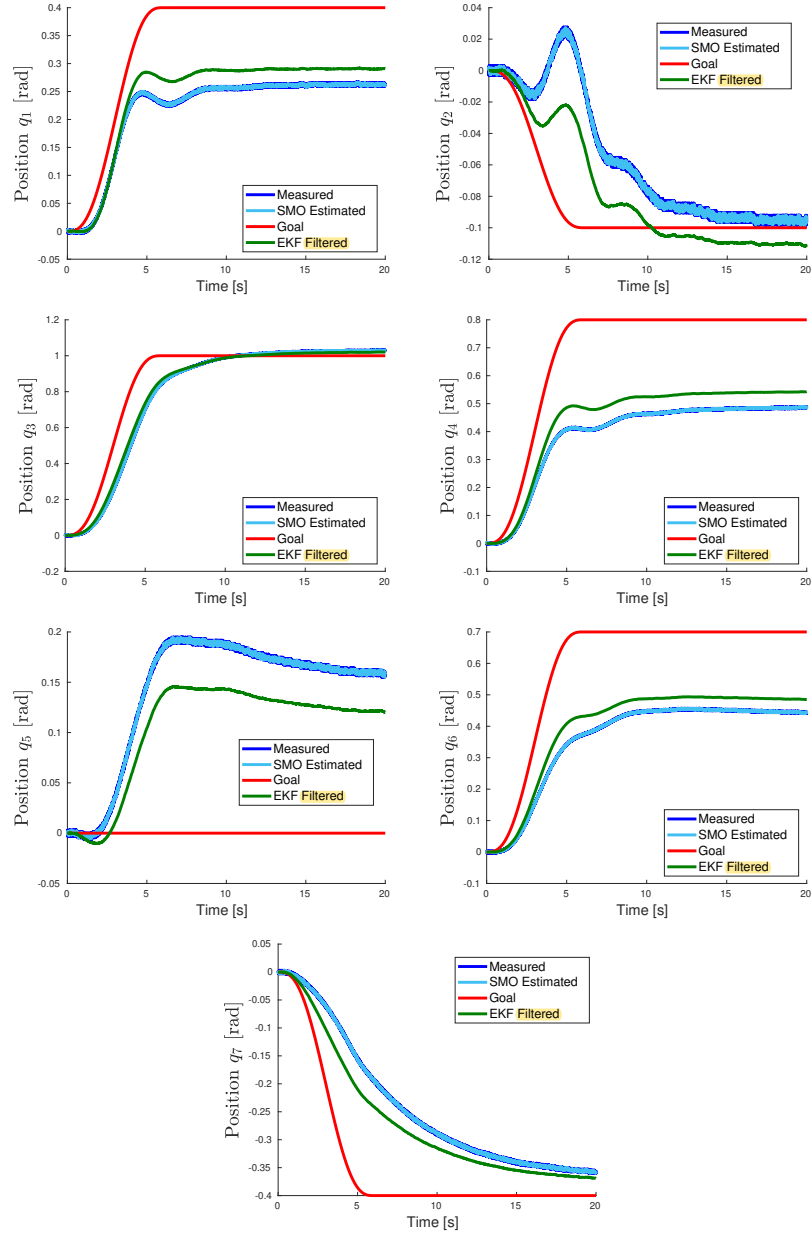 0.4
0.35
0.3
0.25
0.2
0.15
0.1
0.05
0
-0.05
Position q1 [rad]
Measured
SMO Estimated
Goal
EKF Filtered
0 5 10 15 20
Time [s]
0.04
0.02
0
-0.02
-0.04
-0.06
-0.08
-0.1
-0.12
Position q2 [rad]
Measured
SMO Estimated
Goal
EKF Filtered
0 5 10 15 20
Time [s]
1.2
1
0.8
0.6
0.4
0.2
0
-0.2
Position q3 [rad]
Measured
SMO Estimated
Goal
EKF Filtered
0 5 10 15 20
Time [s]
0.8
0.7
0.6
0.5
0.4
0.3
0.2
0.1
0
-0.1
Position q4 [rad]
Measured
SMO Estimated
Goal
EKF Filtered
0 5 10 15 20
Time [s]
0.2
0.15
0.1
0.05
0
-0.05
Position q5 [rad]
Measured
SMO Estimated
Goal
EKF Filtered
0 5 10 15 20
Time [s]
0.7
0.6
0.5
0.4
0.3
0.2
0.1
0
-0.1
Position q6 [rad]
Measured
SMO Estimated
Goal
EKF Filtered
0 5 10 15 20
Time [s]
0.05
0
-0.05
-0.1
-0.15
-0.2
-0.25
-0.3
-0.35
-0.4
Position q7 [rad]
Measured
SMO Estimated
Goal
EKF Filtered
0 5 10 15 20
Time [s]